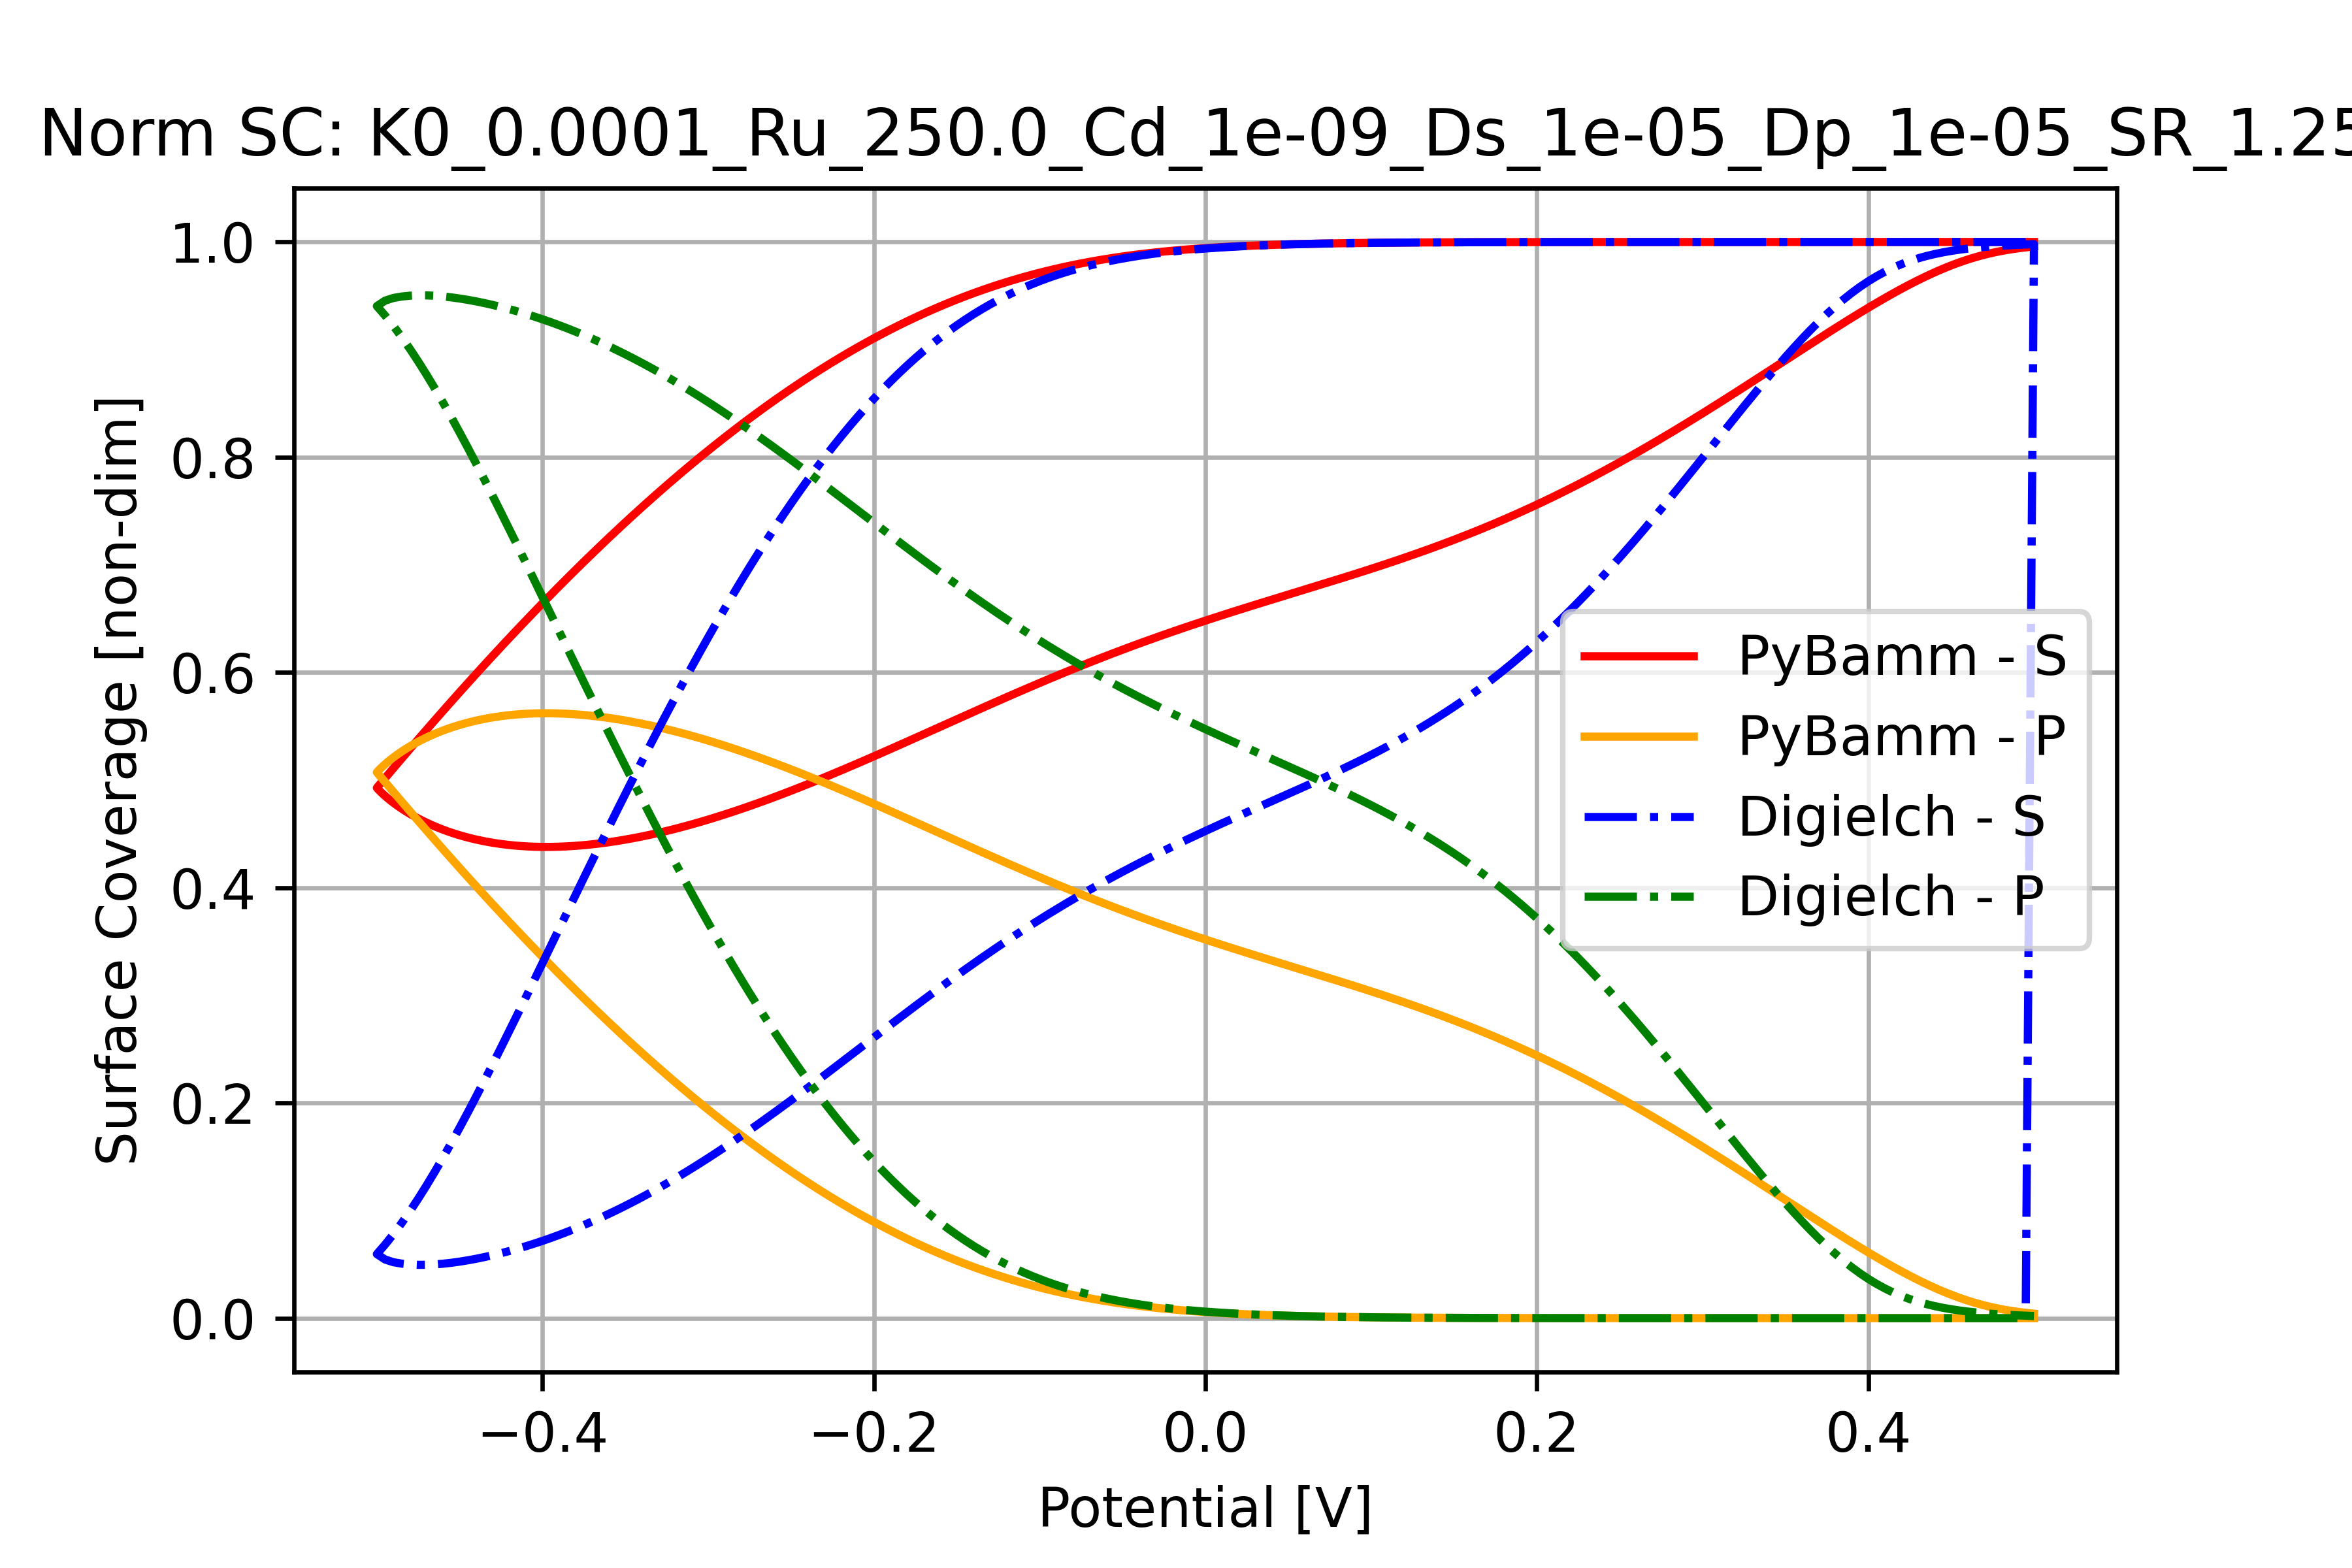 Norm SC: K0_0.0001_Ru_250.0_Cd_1e-09_Ds_1e-05_Dp_1e-05_SR_1.25
Surface Coverage [non-dim]
1.0
0.8
0.6
0.4
0.2
0.0
PyBamm - S
PyBamm - P
Digielch - S
Digielch - P
−0.4 −0.2 0.0 0.2 0.4
Potential [V]